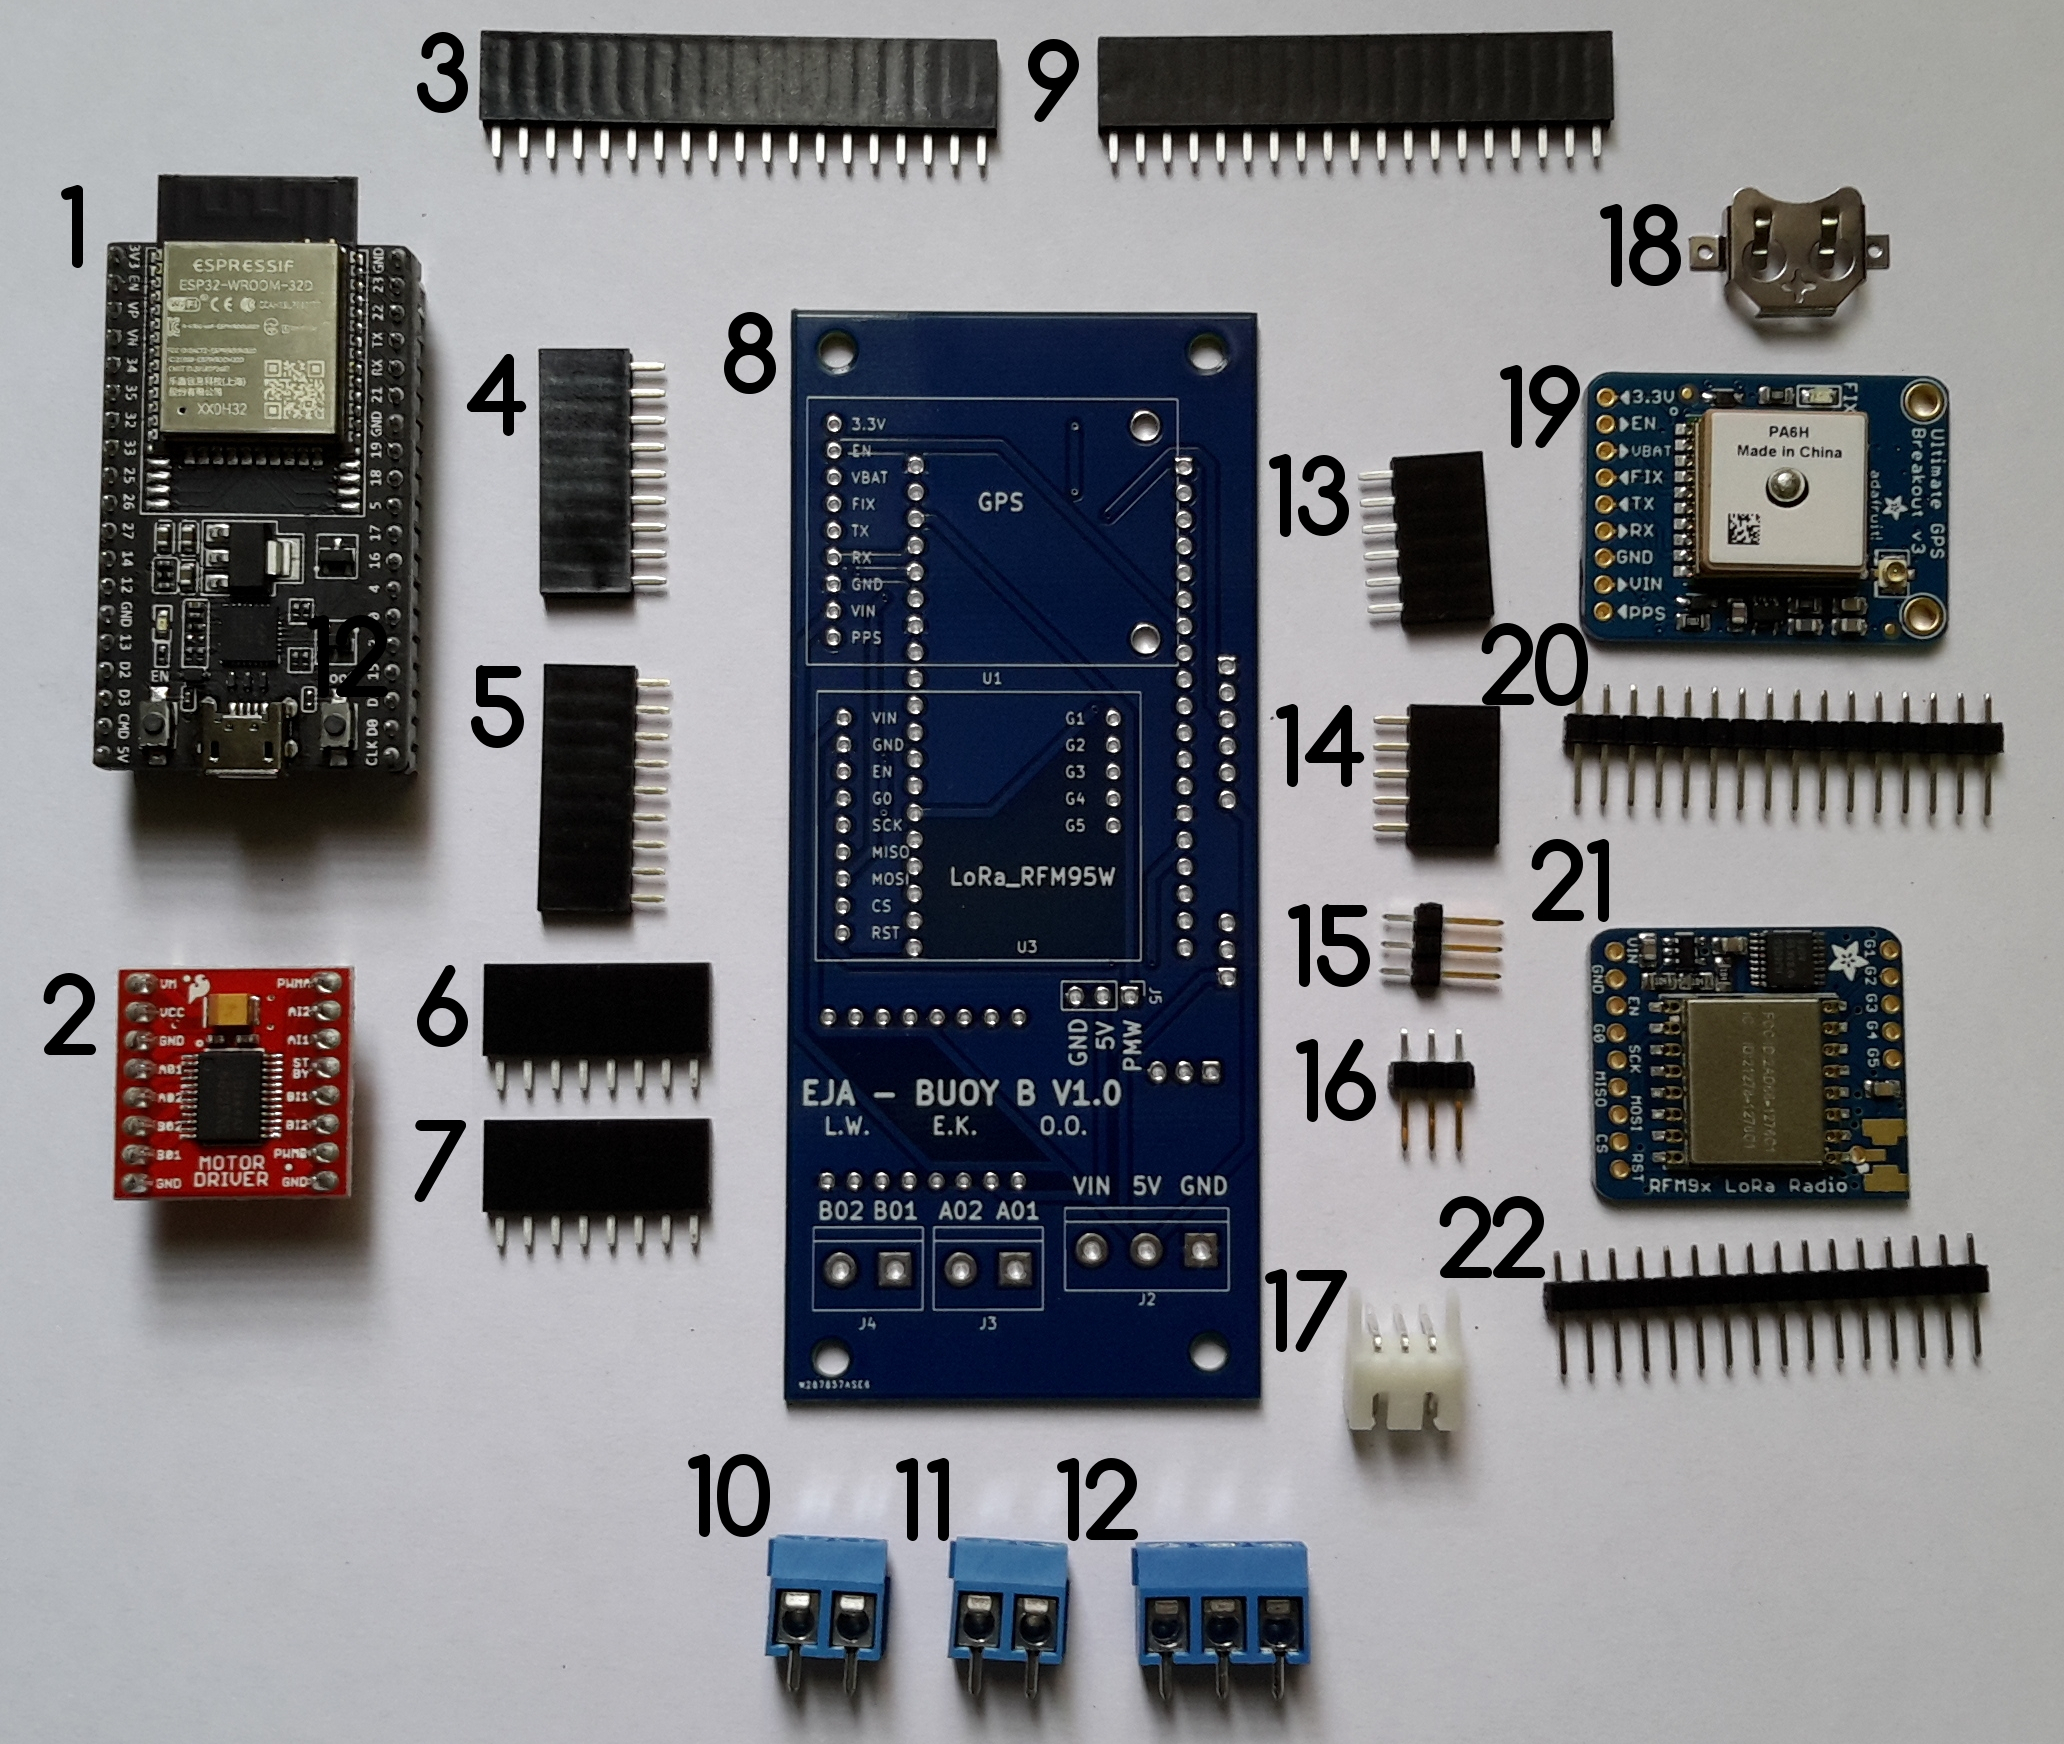 3
9
1
18
ESPRESSIF
ESP32-WROOM-32D
XX0H32
3V3
EN
VP
VN
34
35
32
33
25
26
27
14
12
GND
13
D2
D3
CMD
5V
GND
23
22
TX
RX
21
GND
19
18
5
17
16
4
D0
CLK
EN
12
4
5
8
3.3V
EN
VBAT
FIX
TX
RX
GND
VIN
PPS
GPS
U1
VIN
GND
EN
G0
SCK
MISO
MOSI
CS
RST
G1
G2
G3
G4
G5
LoRa_RFM95W
U3
J5
GND
5V
PMW
EJA - BUOY B V1.0
L.W. E.K. O.O.
VIN 5V GND
B02 B01 A02 A01
J4
J3
J2
W287857ASE6
13
19
3.3V
EN
VBAT
FIX
TX
RX
GND
VIN
PPS
PA6H
Made in China
FIX
Ultimate GPS
Breakout v3
adafruit
14
20
15
21
VIN
GND
EN
G0
SCK
MISO
MOSI
CS
RST
G1
G2
G3
G4
G5
RFM9x LoRa Radio
16
22
17
2
VM
VCC
GND
A01
A02
B02
B01
GND
PWMA
AI2
AI1
ST
BY
BI1
BI2
PWMB
GND
MOTOR
DRIVER
6
7
10
11
12